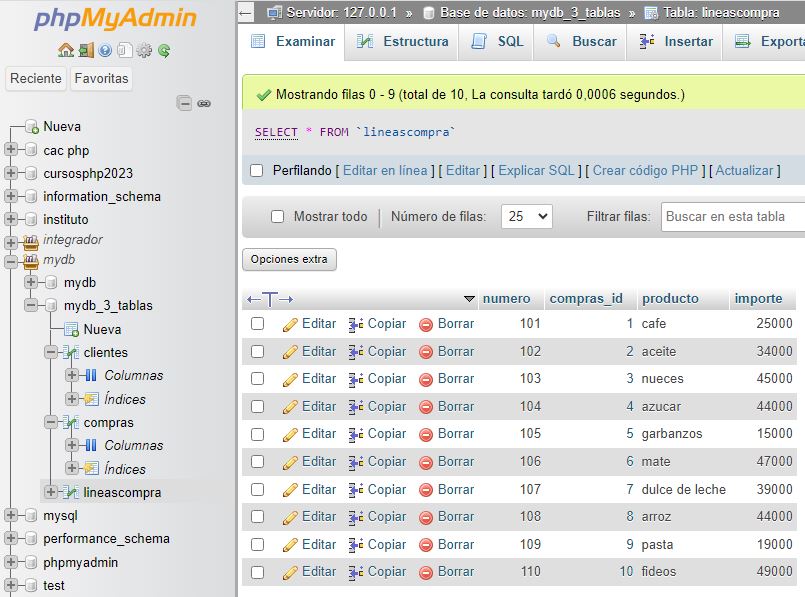 phpMyAdmin
Reciente Favoritas
Nueva
cac php
cursosphp2023
information_schema
instituto
integrador
mydb
mydb
mydb_3_tablas
Nueva
clientes
Columnas
Índices
compras
Columnas
Índices
lineascompra
mysql
performance_schema
phpmyadmin
test
Servidor: 127.0.0.1 » Base de datos: mydb_3_tablas » Tabla: lineascompra
Examinar Estructura SQL Buscar Insertar Exporta
Mostrando filas 0 - 9 (total de 10, La consulta tardó 0,0006 segundos.)
SELECT * FROM `lineascompra`
Perfilando [ Editar en línea ] [ Editar ] [ Explicar SQL ] [ Crear código PHP ] [ Actualizar ]
Mostrar todo | Número de filas: 25 Filtrar filas: Buscar en esta tabla
Opciones extra
←T→ numero compras_id producto importe
Editar Copiar Borrar 101 1 cafe 25000
Editar Copiar Borrar 102 2 aceite 34000
Editar Copiar Borrar 103 3 nueces 45000
Editar Copiar Borrar 104 4 azucar 44000
Editar Copiar Borrar 105 5 garbanzos 15000
Editar Copiar Borrar 106 6 mate 47000
Editar Copiar Borrar 107 7 dulce de leche 39000
Editar Copiar Borrar 108 8 arroz 44000
Editar Copiar Borrar 109 9 pasta 19000
Editar Copiar Borrar 110 10 fideos 49000